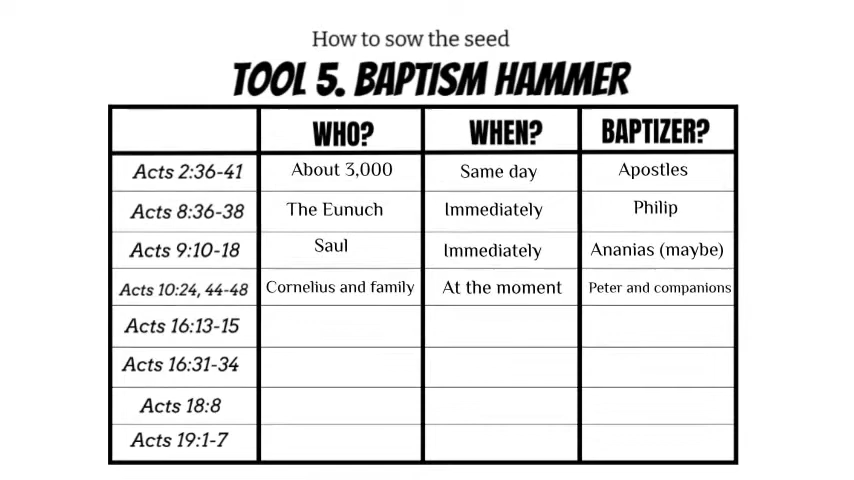 How to sow the seed
TOOL 5. BAPTISM HAMMER
WHO? WHEN? BAPTIZER?
Acts 2:36-41 About 3,000 Same day Apostles
Acts 8:36-38 The Eunuch Immediately Philip
Acts 9:10-18 Saul Immediately Ananias (maybe)
Acts 10:24, 44-48 Cornelius and family At the moment Peter and companions
Acts 16:13-15
Acts 16:31-34
Acts 18:8
Acts 19:1-7